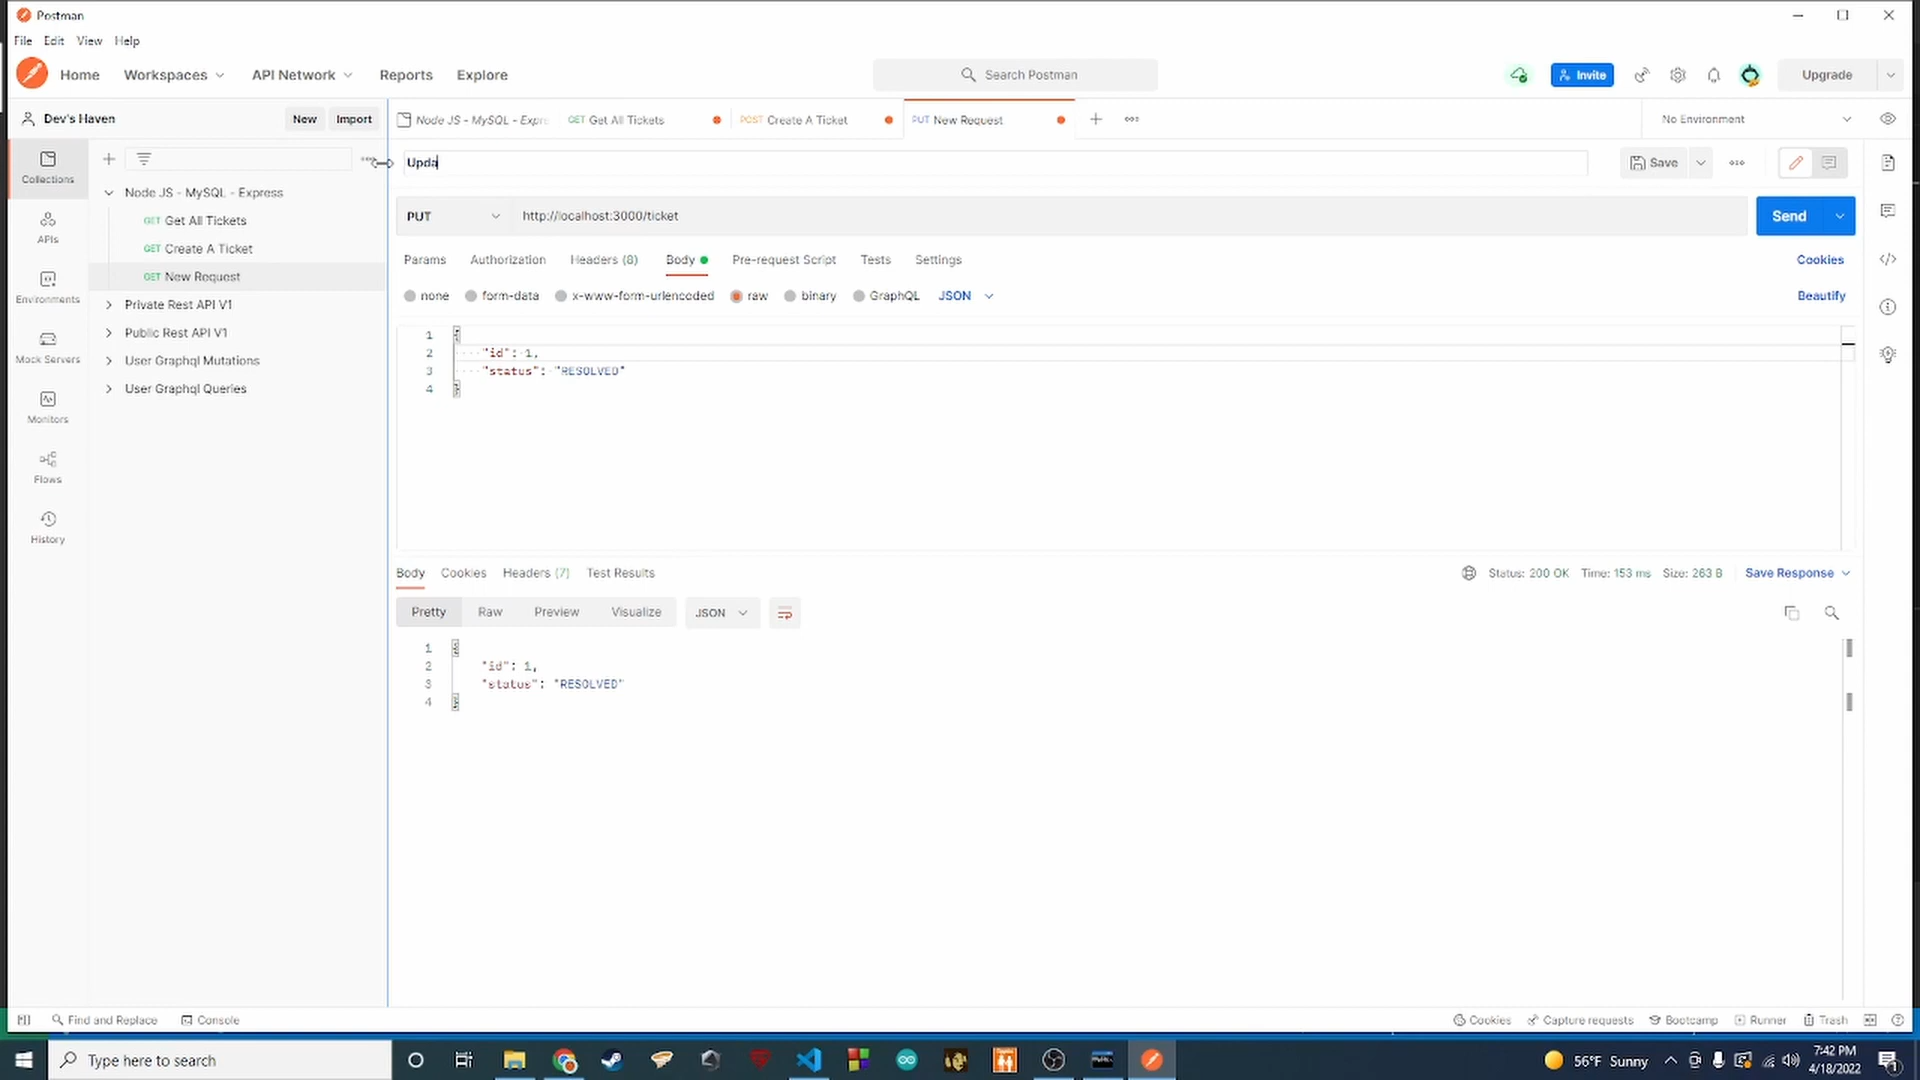 Postman
File Edit View Help
Home Workspaces API Network Reports Explore
Search Postman
Invite
Upgrade
Dev's Haven
New Import
Node JS - MySQL - Expre
GET Get All Tickets
POST Create A Ticket
PUT New Request
No Environment
Collections
APIs
Environments
Mock Servers
Monitors
Flows
History
Node JS - MySQL - Express
GET Get All Tickets
GET Create A Ticket
GET New Request
Private Rest API V1
Public Rest API V1
User Graphql Mutations
User Graphql Queries
Upda
Save
PUT http://localhost:3000/ticket
Send
Params Authorization Headers (8) Body Pre-request Script Tests Settings
Cookies
none form-data x-www-form-urlencoded raw binary GraphQL JSON
Beautify
1 {
2 "id": 1,
3 "status": "RESOLVED"
4 }
Body Cookies Headers (7) Test Results
Status: 200 OK Time: 153 ms Size: 263 B Save Response
Pretty Raw Preview Visualize JSON
1 {
2 "id": 1,
3 "status": "RESOLVED"
4 }
Find and Replace Console
Cookies Capture requests Bootcamp Runner Trash
Type here to search
56°F Sunny
7:42 PM
4/18/2022